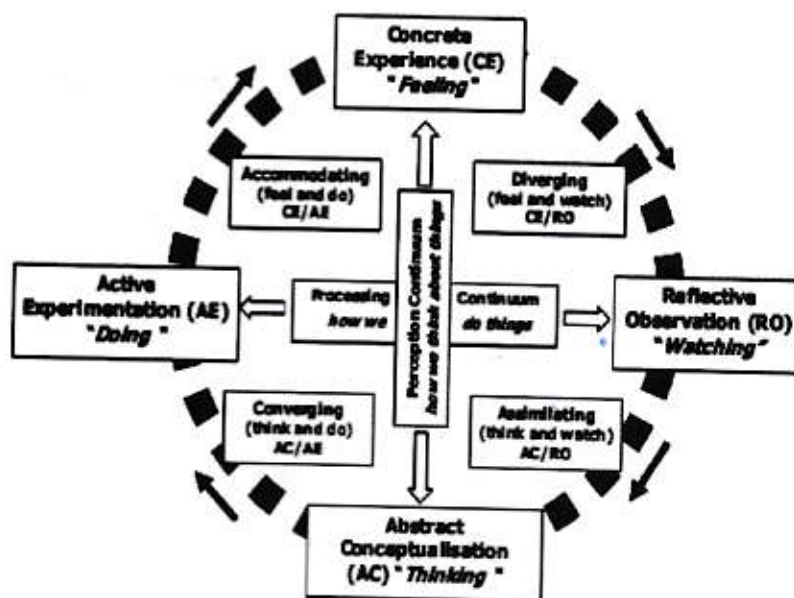 Concrete
Experience (CE)
"Feeling"
Accommodating
(feel and do)
CE/AE
Diverging
(feel and watch)
CE/RO
Active
Experimentation (AE)
"Doing "
Processing
how we
Perception Continuum
how we think about things
Continuum
do things
Reflective
Observation (RO)
"Watching"
Converging
(think and do)
AC/AE
Assimilating
(think and watch)
AC/RO
Abstract
Conceptualisation
(AC) "Thinking "